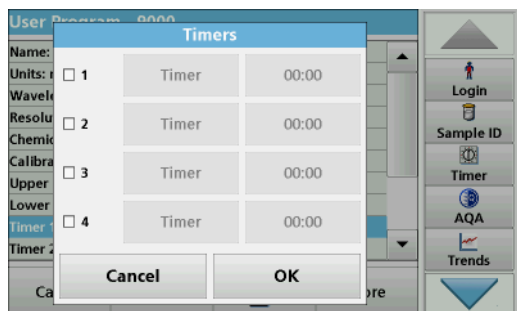 User Program 9000
Timers
Name:
Units:
1 Timer 00:00
Login
Resolu
2 Timer 00:00
Sample ID
Chemic
Calibra
3 Timer 00:00
Timer
Upper
Lower
4 Timer 00:00
AQA
Timer 1
Timer 2
Trends
Cancel OK
Ca
ore